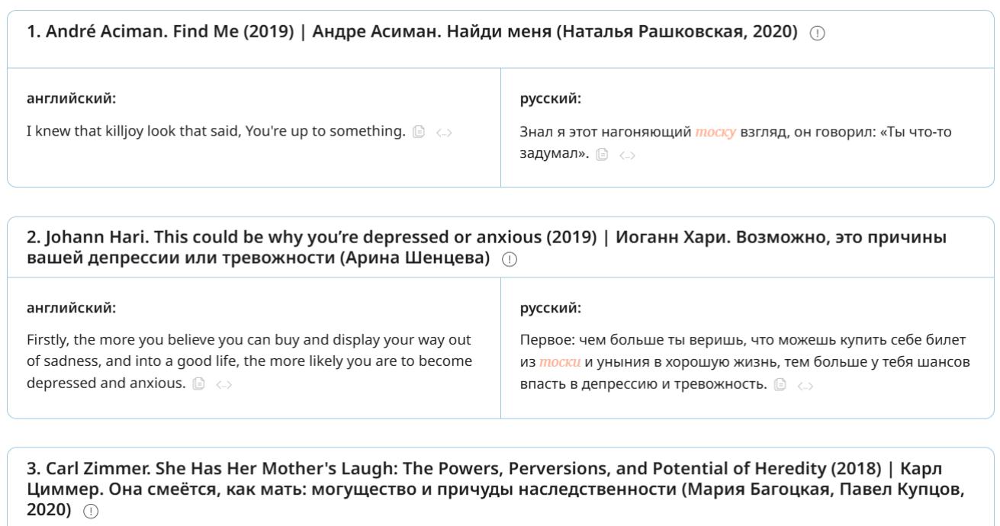 1. André Aciman. Find Me (2019) | Андре Асиман. Найди меня (Наталья Рашковская, 2020)
английский:
I knew that killjoy look that said, You're up to something.
русский:
Знал я этот нагоняющий тоску взгляд, он говорил: «Ты что-то
задумал».
2. Johann Hari. This could be why you’re depressed or anxious (2019) | Иоганн Хари. Возможно, это причины
вашей депрессии или тревожности (Арина Шенцева)
английский:
Firstly, the more you believe you can buy and display your way out
of sadness, and into a good life, the more likely you are to become
depressed and anxious.
русский:
Первое: чем больше ты веришь, что можешь купить себе билет
из тоски и уныния в хорошую жизнь, тем больше у тебя шансов
впасть в депрессию и тревожность.
3. Carl Zimmer. She Has Her Mother's Laugh: The Powers, Perversions, and Potential of Heredity (2018) | Карл
Циммер. Она смеётся, как мать: могущество и причуды наследственности (Мария Багоцкая, Павел Купцов,
2020)